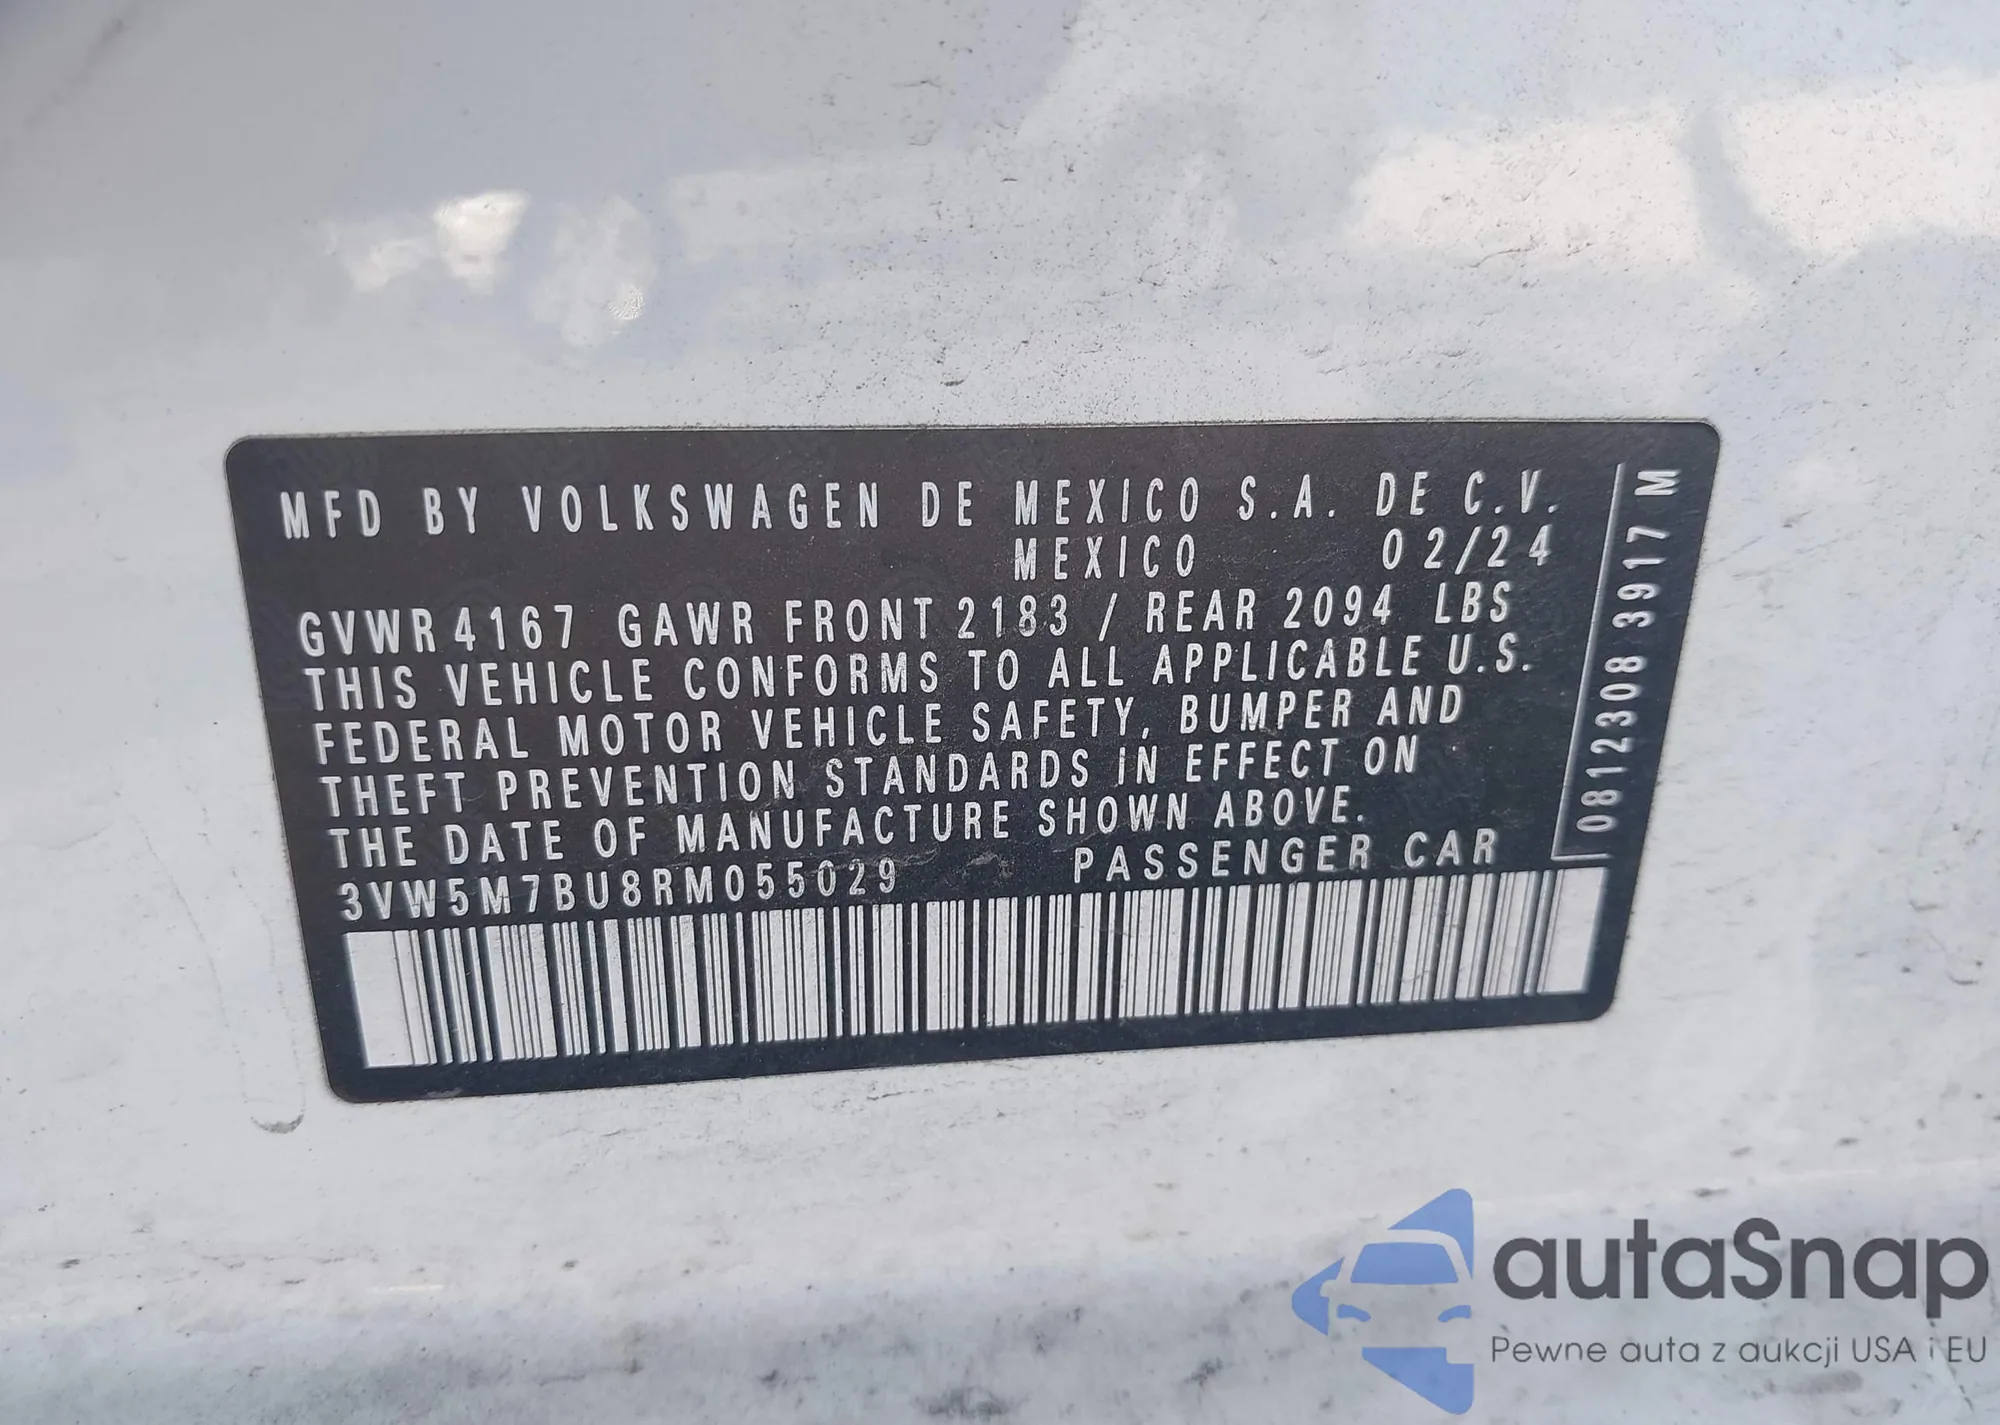 MFD BY VOLKSWAGEN DE MEXICO S.A. DE C.V.
MEXICO 02/24
GVWR 4167 GAWR FRONT 2183 / REAR 2094 LBS
THIS VEHICLE CONFORMS TO ALL APPLICABLE U.S.
FEDERAL MOTOR VEHICLE SAFETY, BUMPER AND
THEFT PREVENTION STANDARDS IN EFFECT ON
THE DATE OF MANUFACTURE SHOWN ABOVE.
3VW5M7BU8RM055029 PASSENGER CAR
0812308 3917 M
autaSnap
Pewne auta z aukcji USA i EU